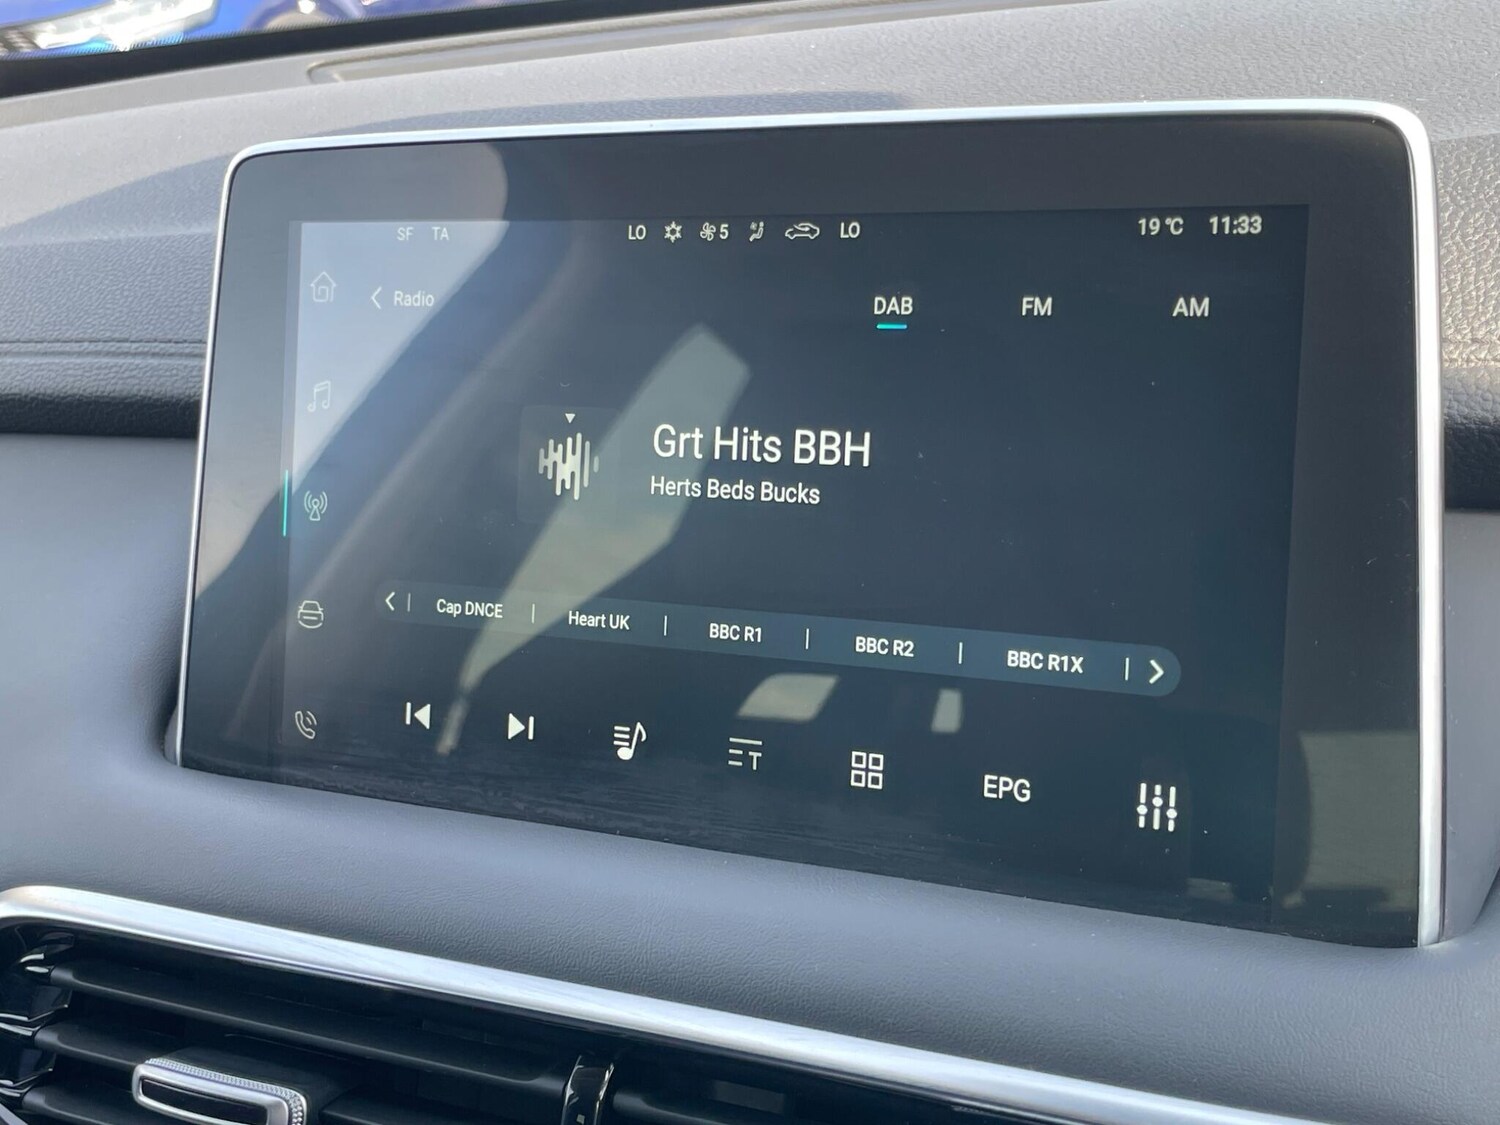 SF TA LO 5 LO 19°C 11:33
Radio DAB FM AM
Grt Hits BBH
Herts Beds Bucks
Cap DNCE | Heart UK | BBC R1 | BBC R2 | BBC R1X
EPG